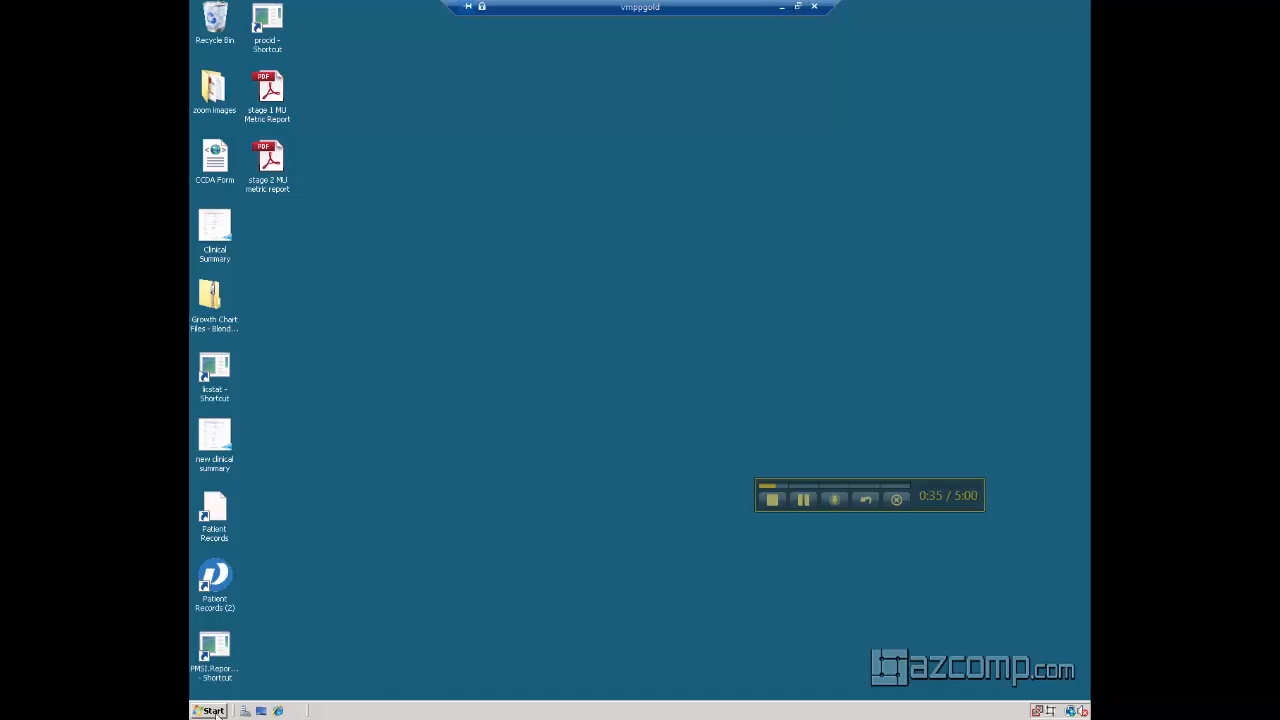 vmppgold
Recycle Bin
procid -
Shortcut
zoom images
PDF
stage 1 MU
Metric Report
CCDA Form
PDF
stage 2 MU
metric report
Clinical
Summary
Growth Chart
Files - Blend...
licstat -
Shortcut
new clinical
summary
Patient
Records
Patient
Records (2)
PMSI.Repor...
- Shortcut
0:35 / 5:00
azcomp.com
Start